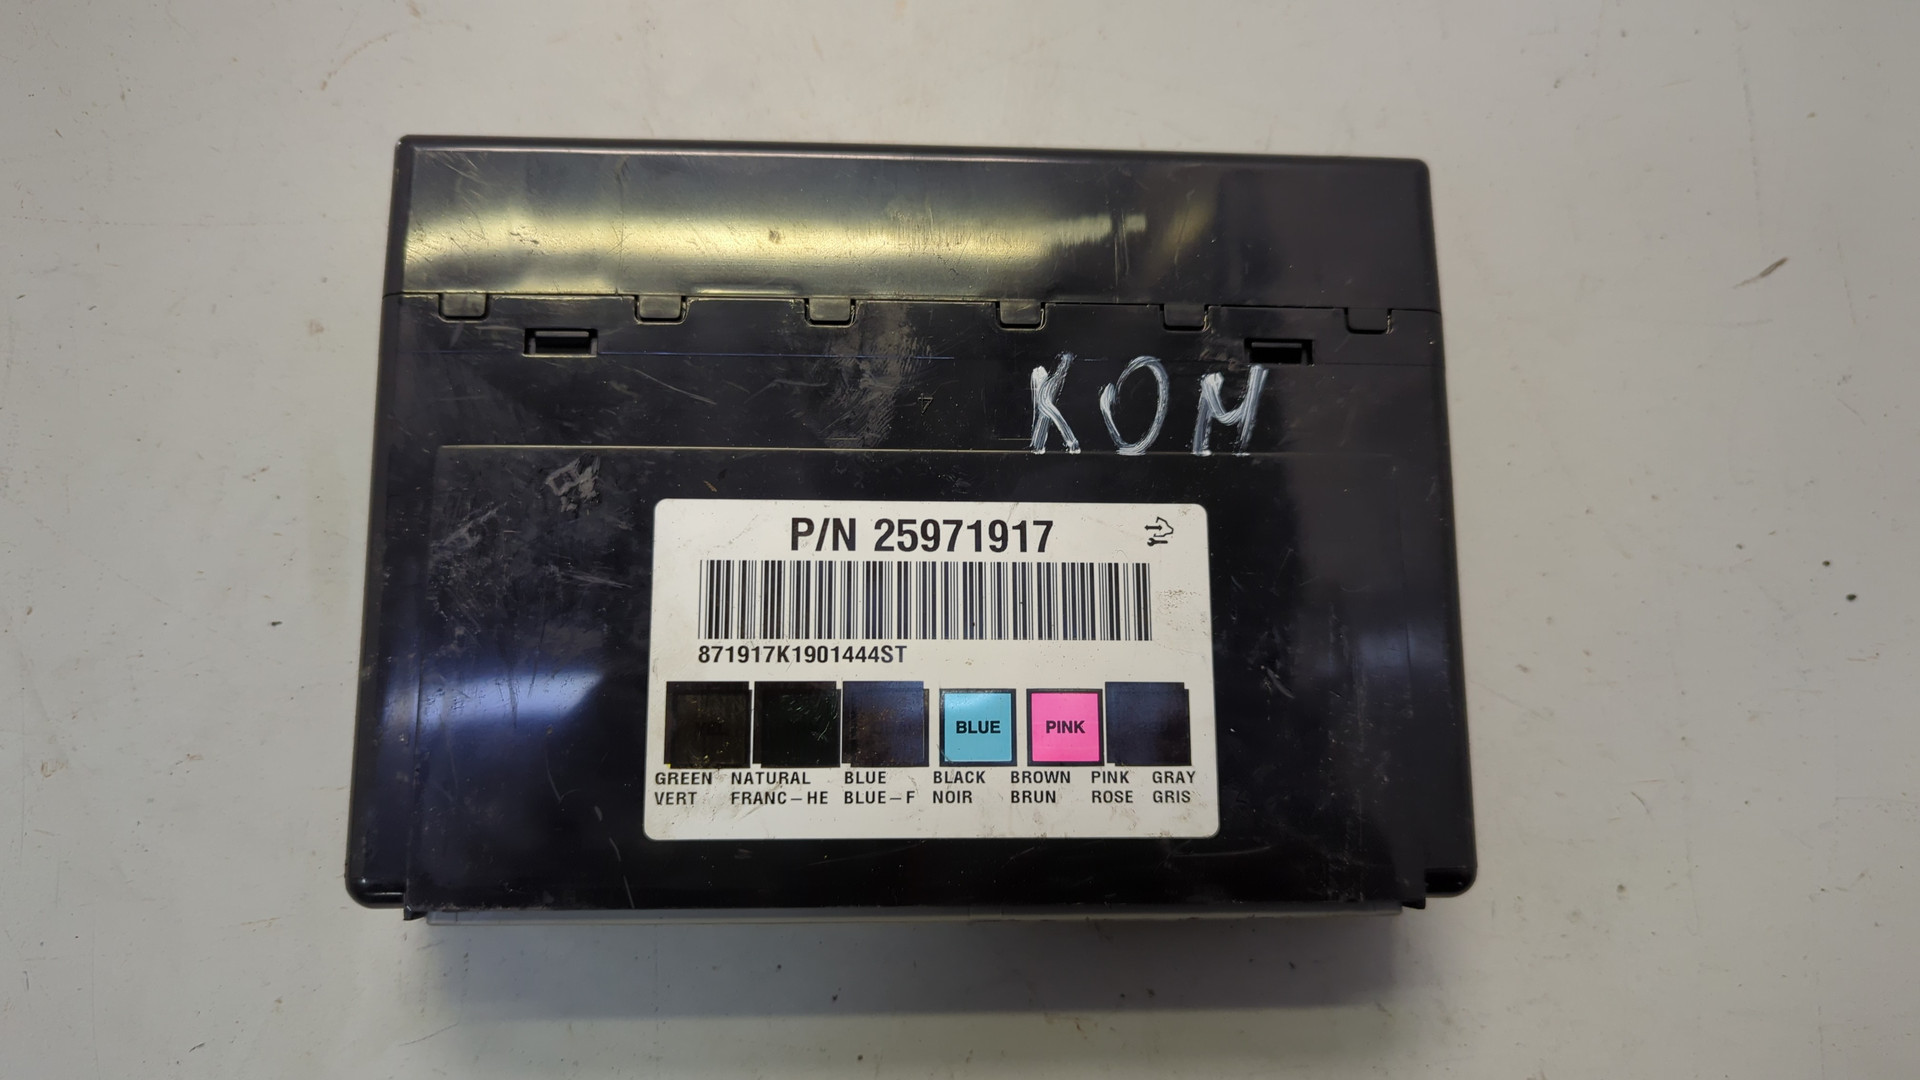 КОМ
P/N 25971917
871917K1901444ST
BLUE PINK
GREEN NATURAL BLUE BLACK BROWN PINK GRAY
VERT FRANC-HE BLUE-F NOIR BRUN ROSE GRIS